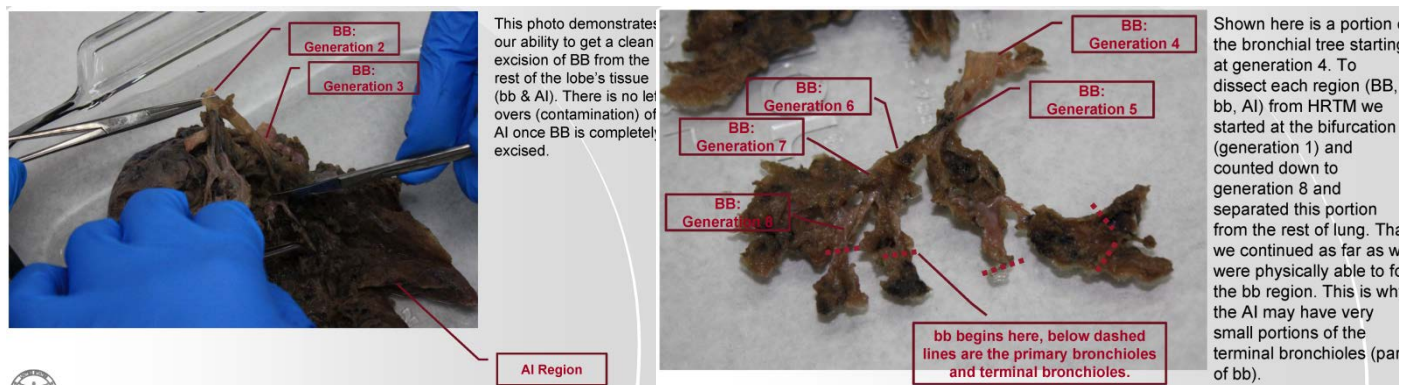 BB:
Generation 2
BB:
Generation 3
AI Region
This photo demonstrates
our ability to get a clean
excision of BB from the
rest of the lobe's tissue
(bb & AI). There is no
overs (contamination) of
AI once BB is completely
excised.
BB:
Generation 4
BB:
Generation 6
BB:
Generation 5
BB:
Generation 7
BB:
Generation 8
bb begins here, below dashed
lines are the primary bronchioles
and terminal bronchioles.
Shown here is a portion
the bronchial tree starting
at generation 4. To
dissect each region (BB,
bb, AI) from HRTM we
started at the bifurcation
(generation 1) and
counted down to
generation 8 and
separated this portion
from the rest of lung.
we continued as far as
were physically able to
the bb region. This is
the AI may have very
small portions of the
terminal bronchioles
of bb).